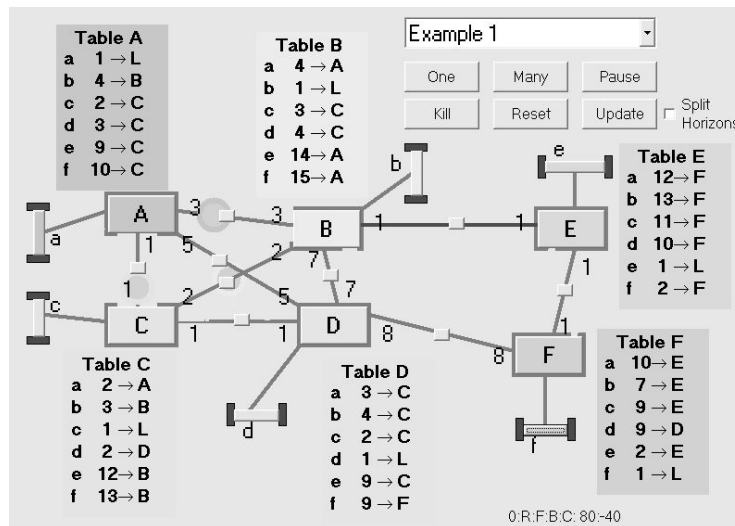 Table A
a 1 → L
b 4 → B
c 2 → C
d 3 → C
e 9 → C
f 10 → C
Table B
a 4 → A
b 1 → L
c 3 → C
d 4 → C
e 14 → A
f 15 → A
Example 1
One Many Pause
Kill Reset Update Split Horizons
Table E
a 12 → F
b 13 → F
c 11 → F
d 10 → F
e 1 → L
f 2 → F
b
e
a
A
3
3
B
1
1
E
1
5
2
7
1
c
1
2
5
7
C
1
1
D
8
8
1
F
d
f
Table C
a 2 → A
b 3 → B
c 1 → L
d 2 → D
e 12 → B
f 13 → B
Table D
a 3 → C
b 4 → C
c 2 → C
d 1 → L
e 9 → C
f 9 → F
Table F
a 10 → E
b 7 → E
c 9 → E
d 9 → D
e 2 → E
f 1 → L
0:R:F:B:C: 80:-40